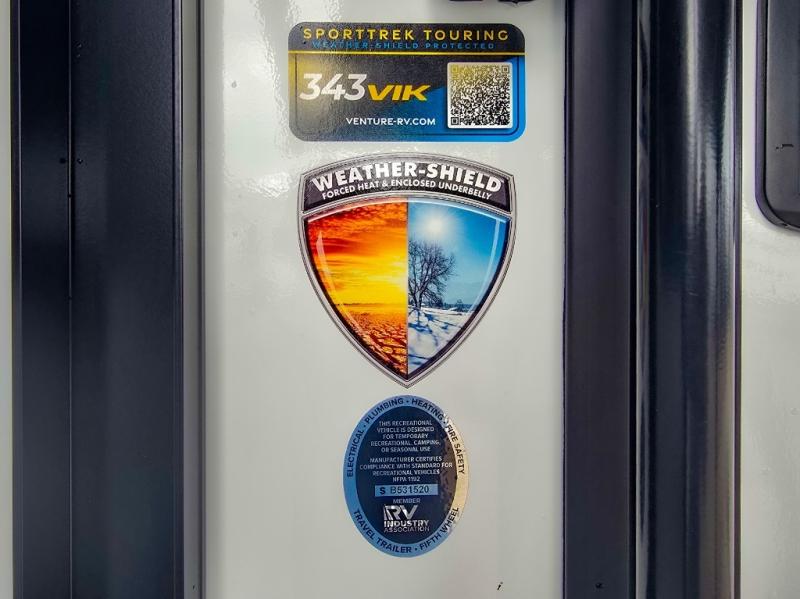 SPORTTREK TOURING
WEATHER-SHIELD PROTECTED
343VIK
VENTURE-RV.COM
WEATHER-SHIELD
FORCED HEAT & ENCLOSED UNDERBELLY
ELECTRICAL · PLUMBING · HEATING · FIRE SAFETY
THIS RECREATIONAL
VEHICLE IS DESIGNED
FOR TEMPORARY
RECREATIONAL, CAMPING,
OR SEASONAL USE
MANUFACTURER CERTIFIES
COMPLIANCE WITH STANDARD FOR
RECREATIONAL VEHICLES
NFPA 1192
S B531520
MEMBER
RV
INDUSTRY
ASSOCIATION
TRAVEL TRAILER · FIFTH WHEEL